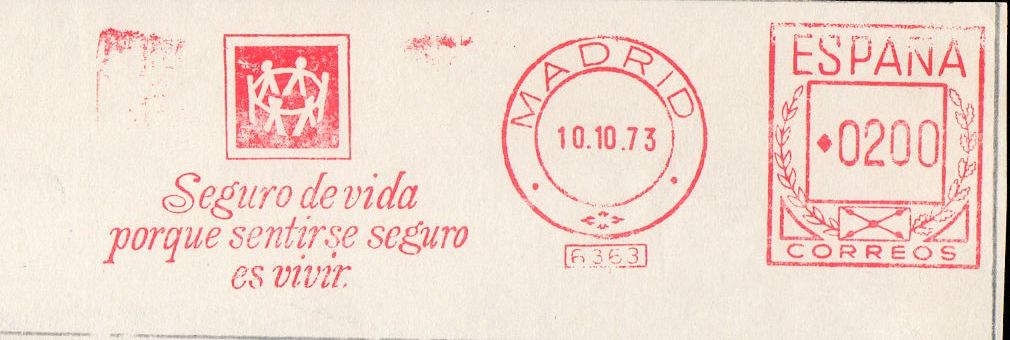 Seguro de vida
porque sentirse seguro
es vivir.
MADRID
10.10.73
6363
ESPAÑA
♦0200
CORREOS